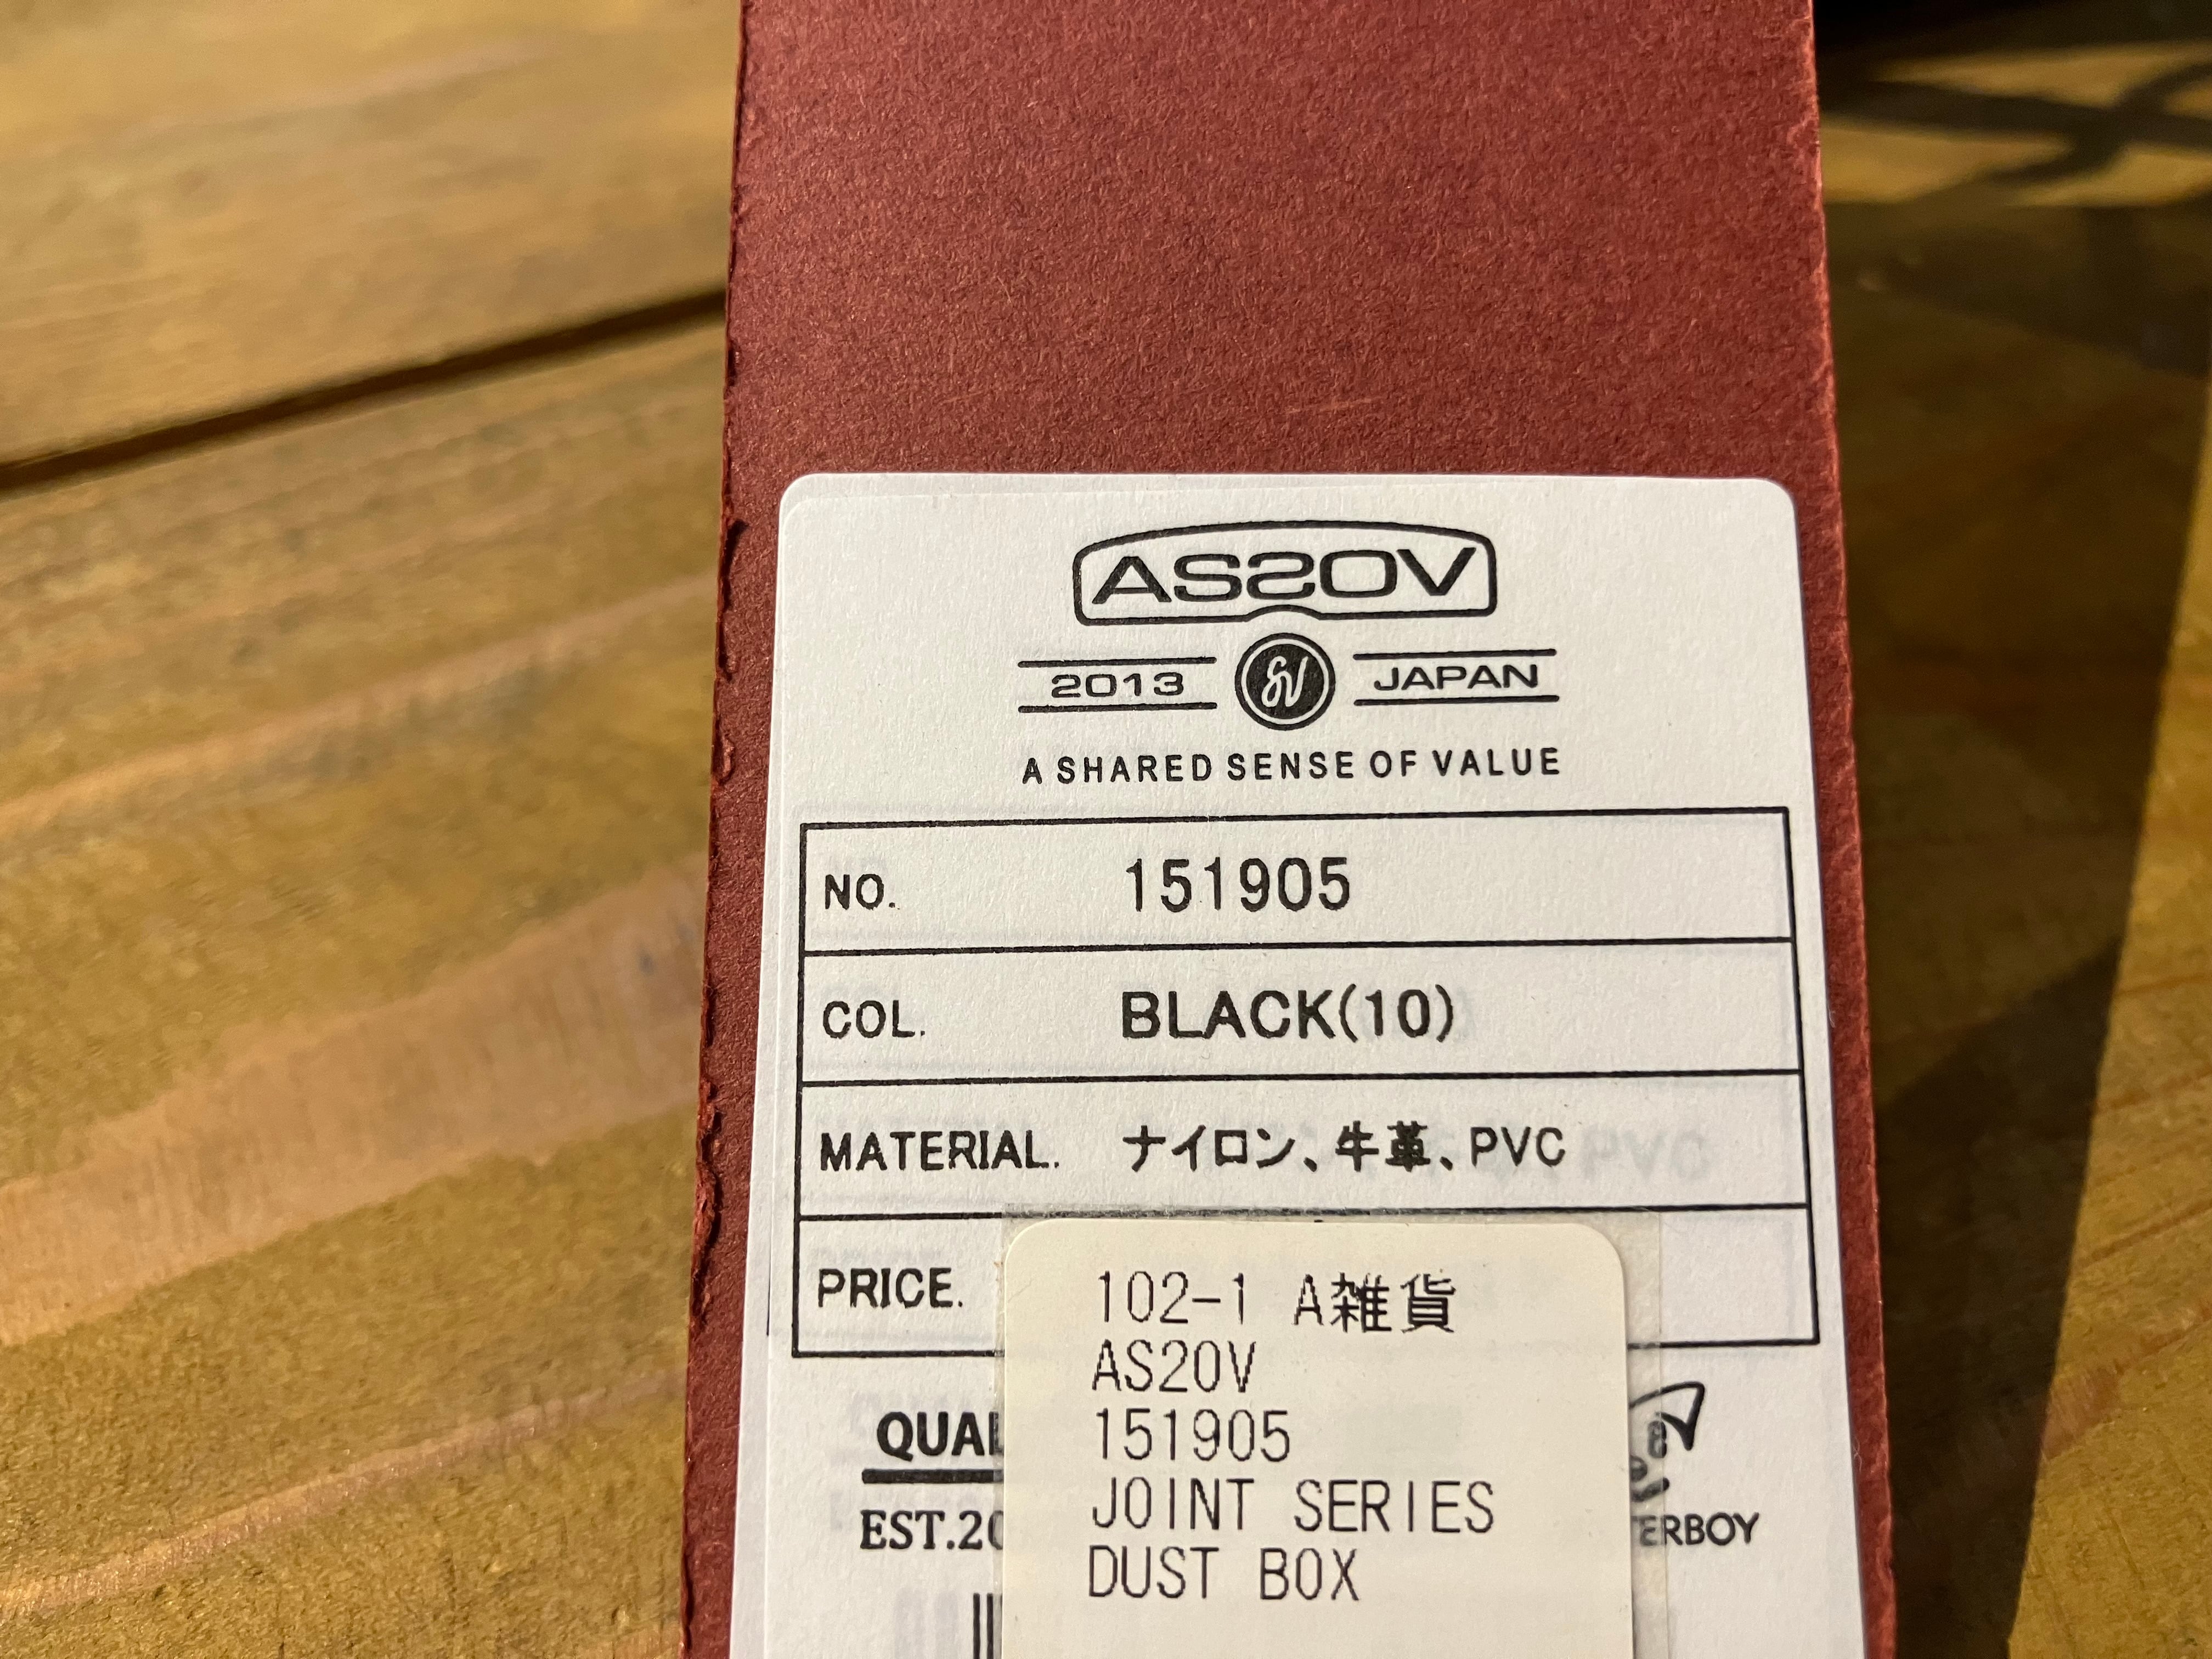 AS2OV
2013 JAPAN
A SHARED SENSE OF VALUE
NO. 151905
COL. BLACK(10)
MATERIAL. ナイロン、牛革、PVC
PRICE.
102-1 A雑貨
AS20V
151905
JOINT SERIES
DUST BOX